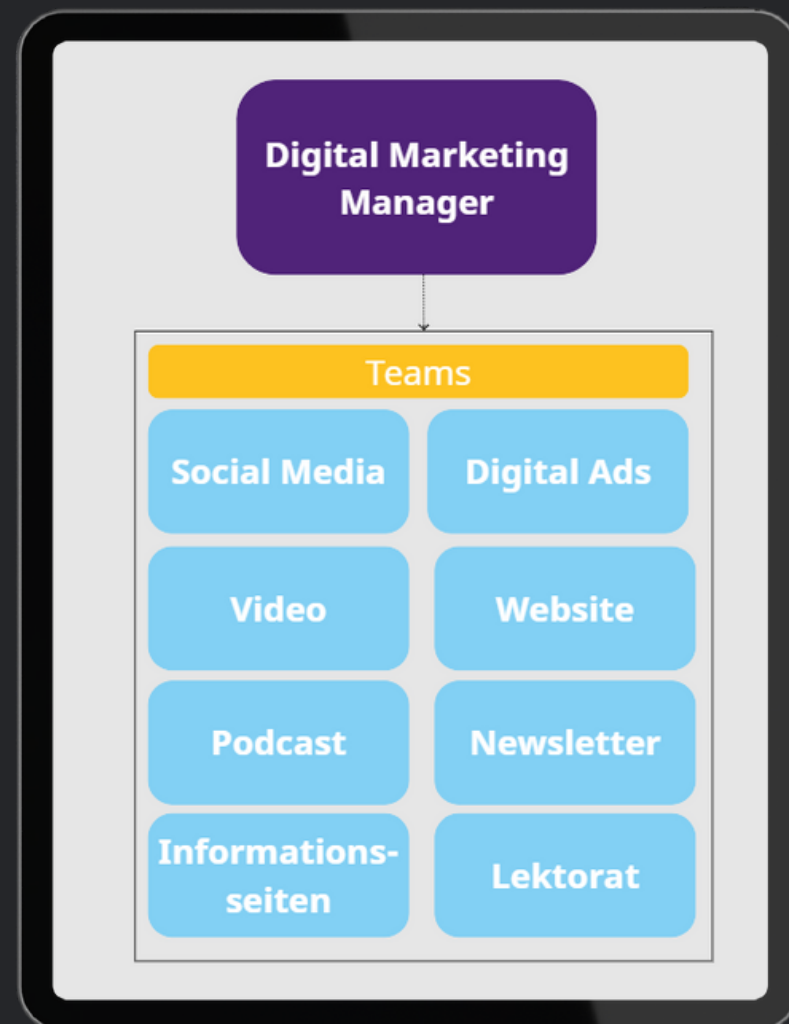 Digital Marketing
Manager
Teams
Social Media
Digital Ads
Video
Website
Podcast
Newsletter
Informations-
seiten
Lektorat